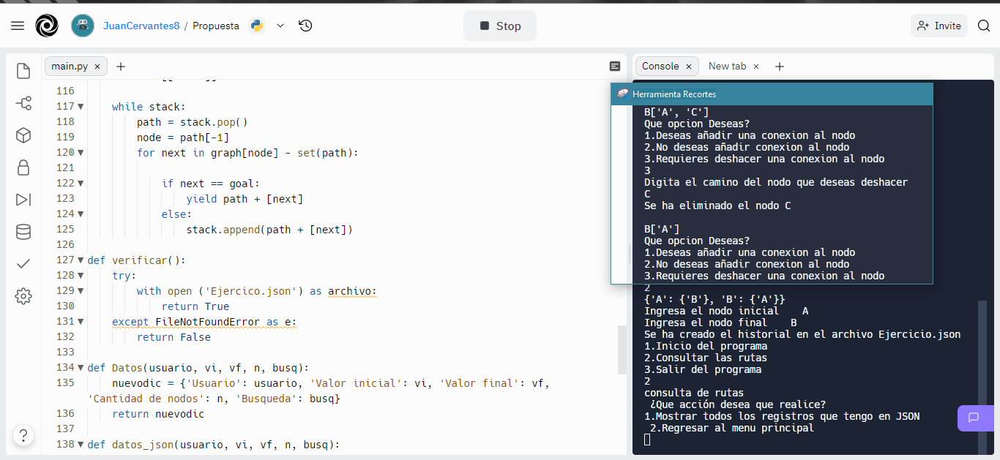 JuanCervantes8 / Propuesta
Stop
Invite
main.py × +
116
117 while stack:
118 path = stack.pop()
119 node = path[-1]
120 for next in graph[node] - set(path):
121
122 if next == goal:
123 yield path + [next]
124 else:
125 stack.append(path + [next])
126
127 def verificar():
128 try:
129 with open ('Ejercico.json') as archivo:
130 return True
131 except FileNotFoundError as e:
132 return False
133
134 def Datos(usuario, vi, vf, n, busq):
135 nuevodic = {'Usuario': usuario, 'Valor inicial': vi, 'Valor final': vf,
'Cantidad de nodos': n, 'Busqueda': busq}
136 return nuevodic
137
138 def datos_json(usuario, vi, vf, n, busq):
?
Console × New tab × +
Herramienta Recortes
B['A', 'C']
Que opcion Deseas?
1.Deseas añadir una conexion al nodo
2.No deseas añadir conexion al nodo
3.Requieres deshacer una conexion al nodo
3
Digita el camino del nodo que deseas deshacer
C
Se ha eliminado el nodo C
B['A']
Que opcion Deseas?
1.Deseas añadir una conexion al nodo
2.No deseas añadir conexion al nodo
3.Requieres deshacer una conexion al nodo
2
{'A': {'B'}, 'B': {'A'}}
Ingresa el nodo inicial A
Ingresa el nodo final B
Se ha creado el historial en el archivo Ejercicio.json
1.Inicio del programa
2.Consultar las rutas
3.Salir del programa
2
consulta de rutas
¿Que acción desea que realice?
1.Mostrar todos los registros que tengo en JSON
2.Regresar al menu principal